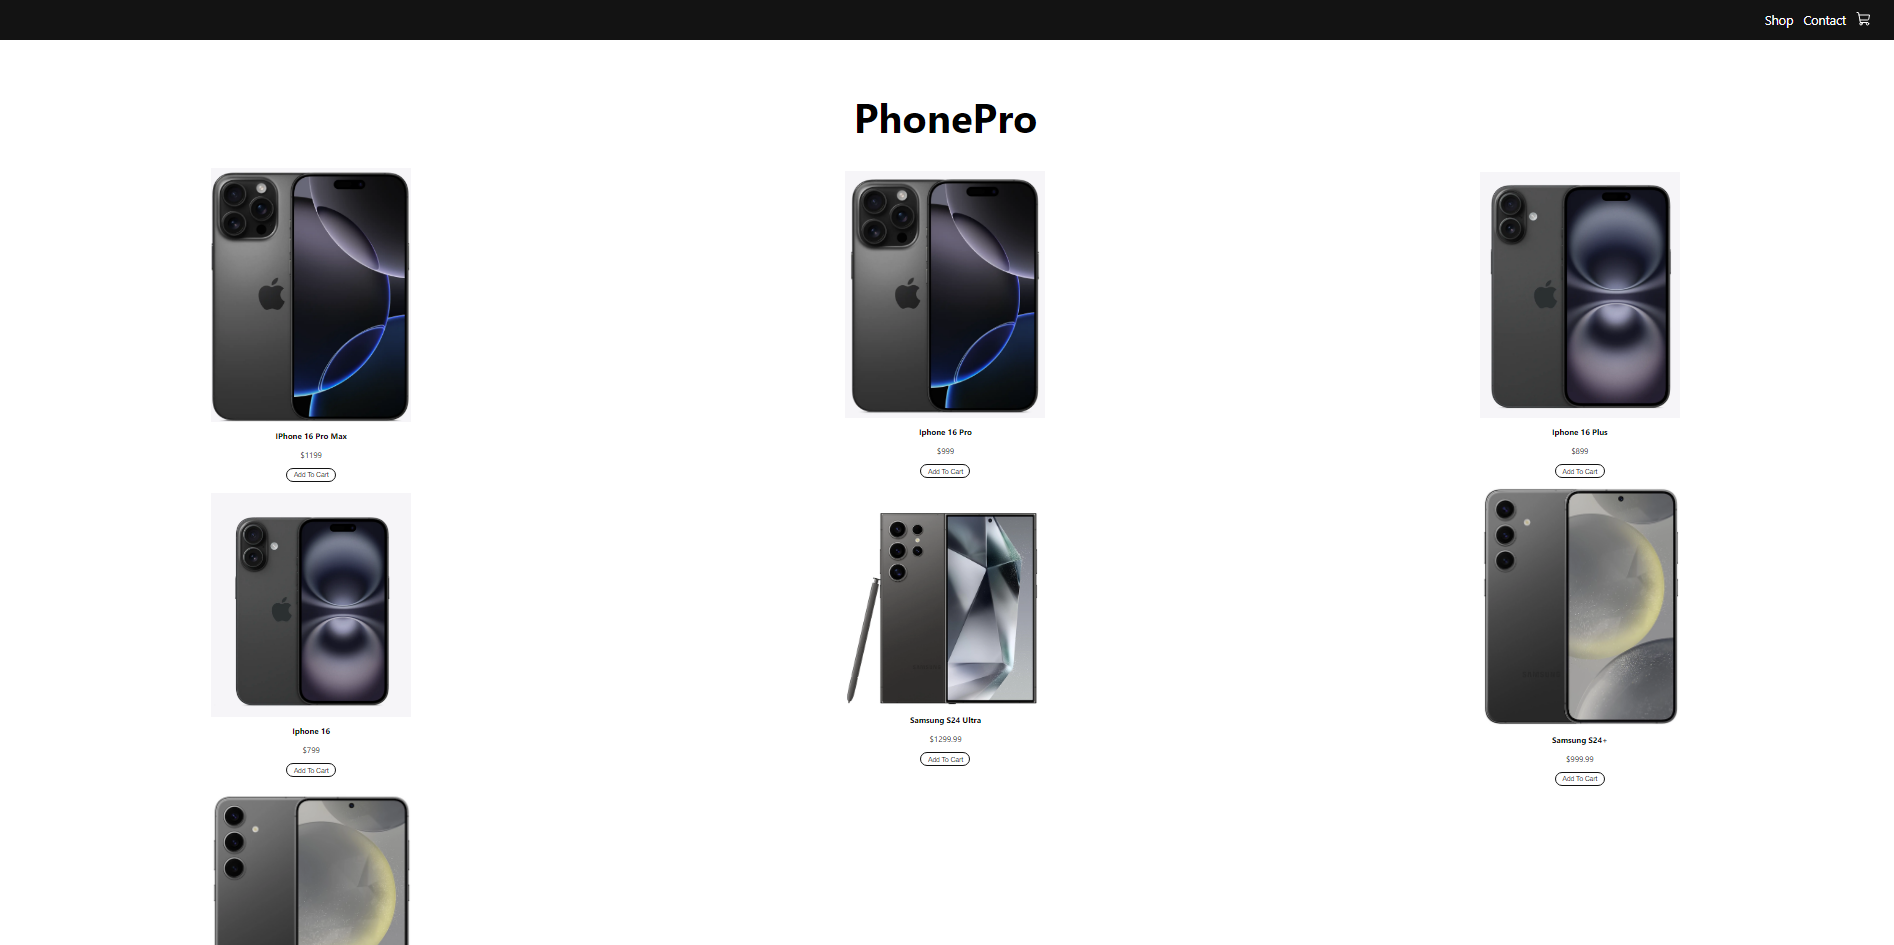 Shop Contact
PhonePro
IPhone 16 Pro Max
$1199
Add To Cart
Iphone 16 Pro
$999
Add To Cart
Iphone 16 Plus
$899
Add To Cart
Iphone 16
$799
Add To Cart
Samsung S24 Ultra
$1299.99
Add To Cart
Samsung S24+
$999.99
Add To Cart